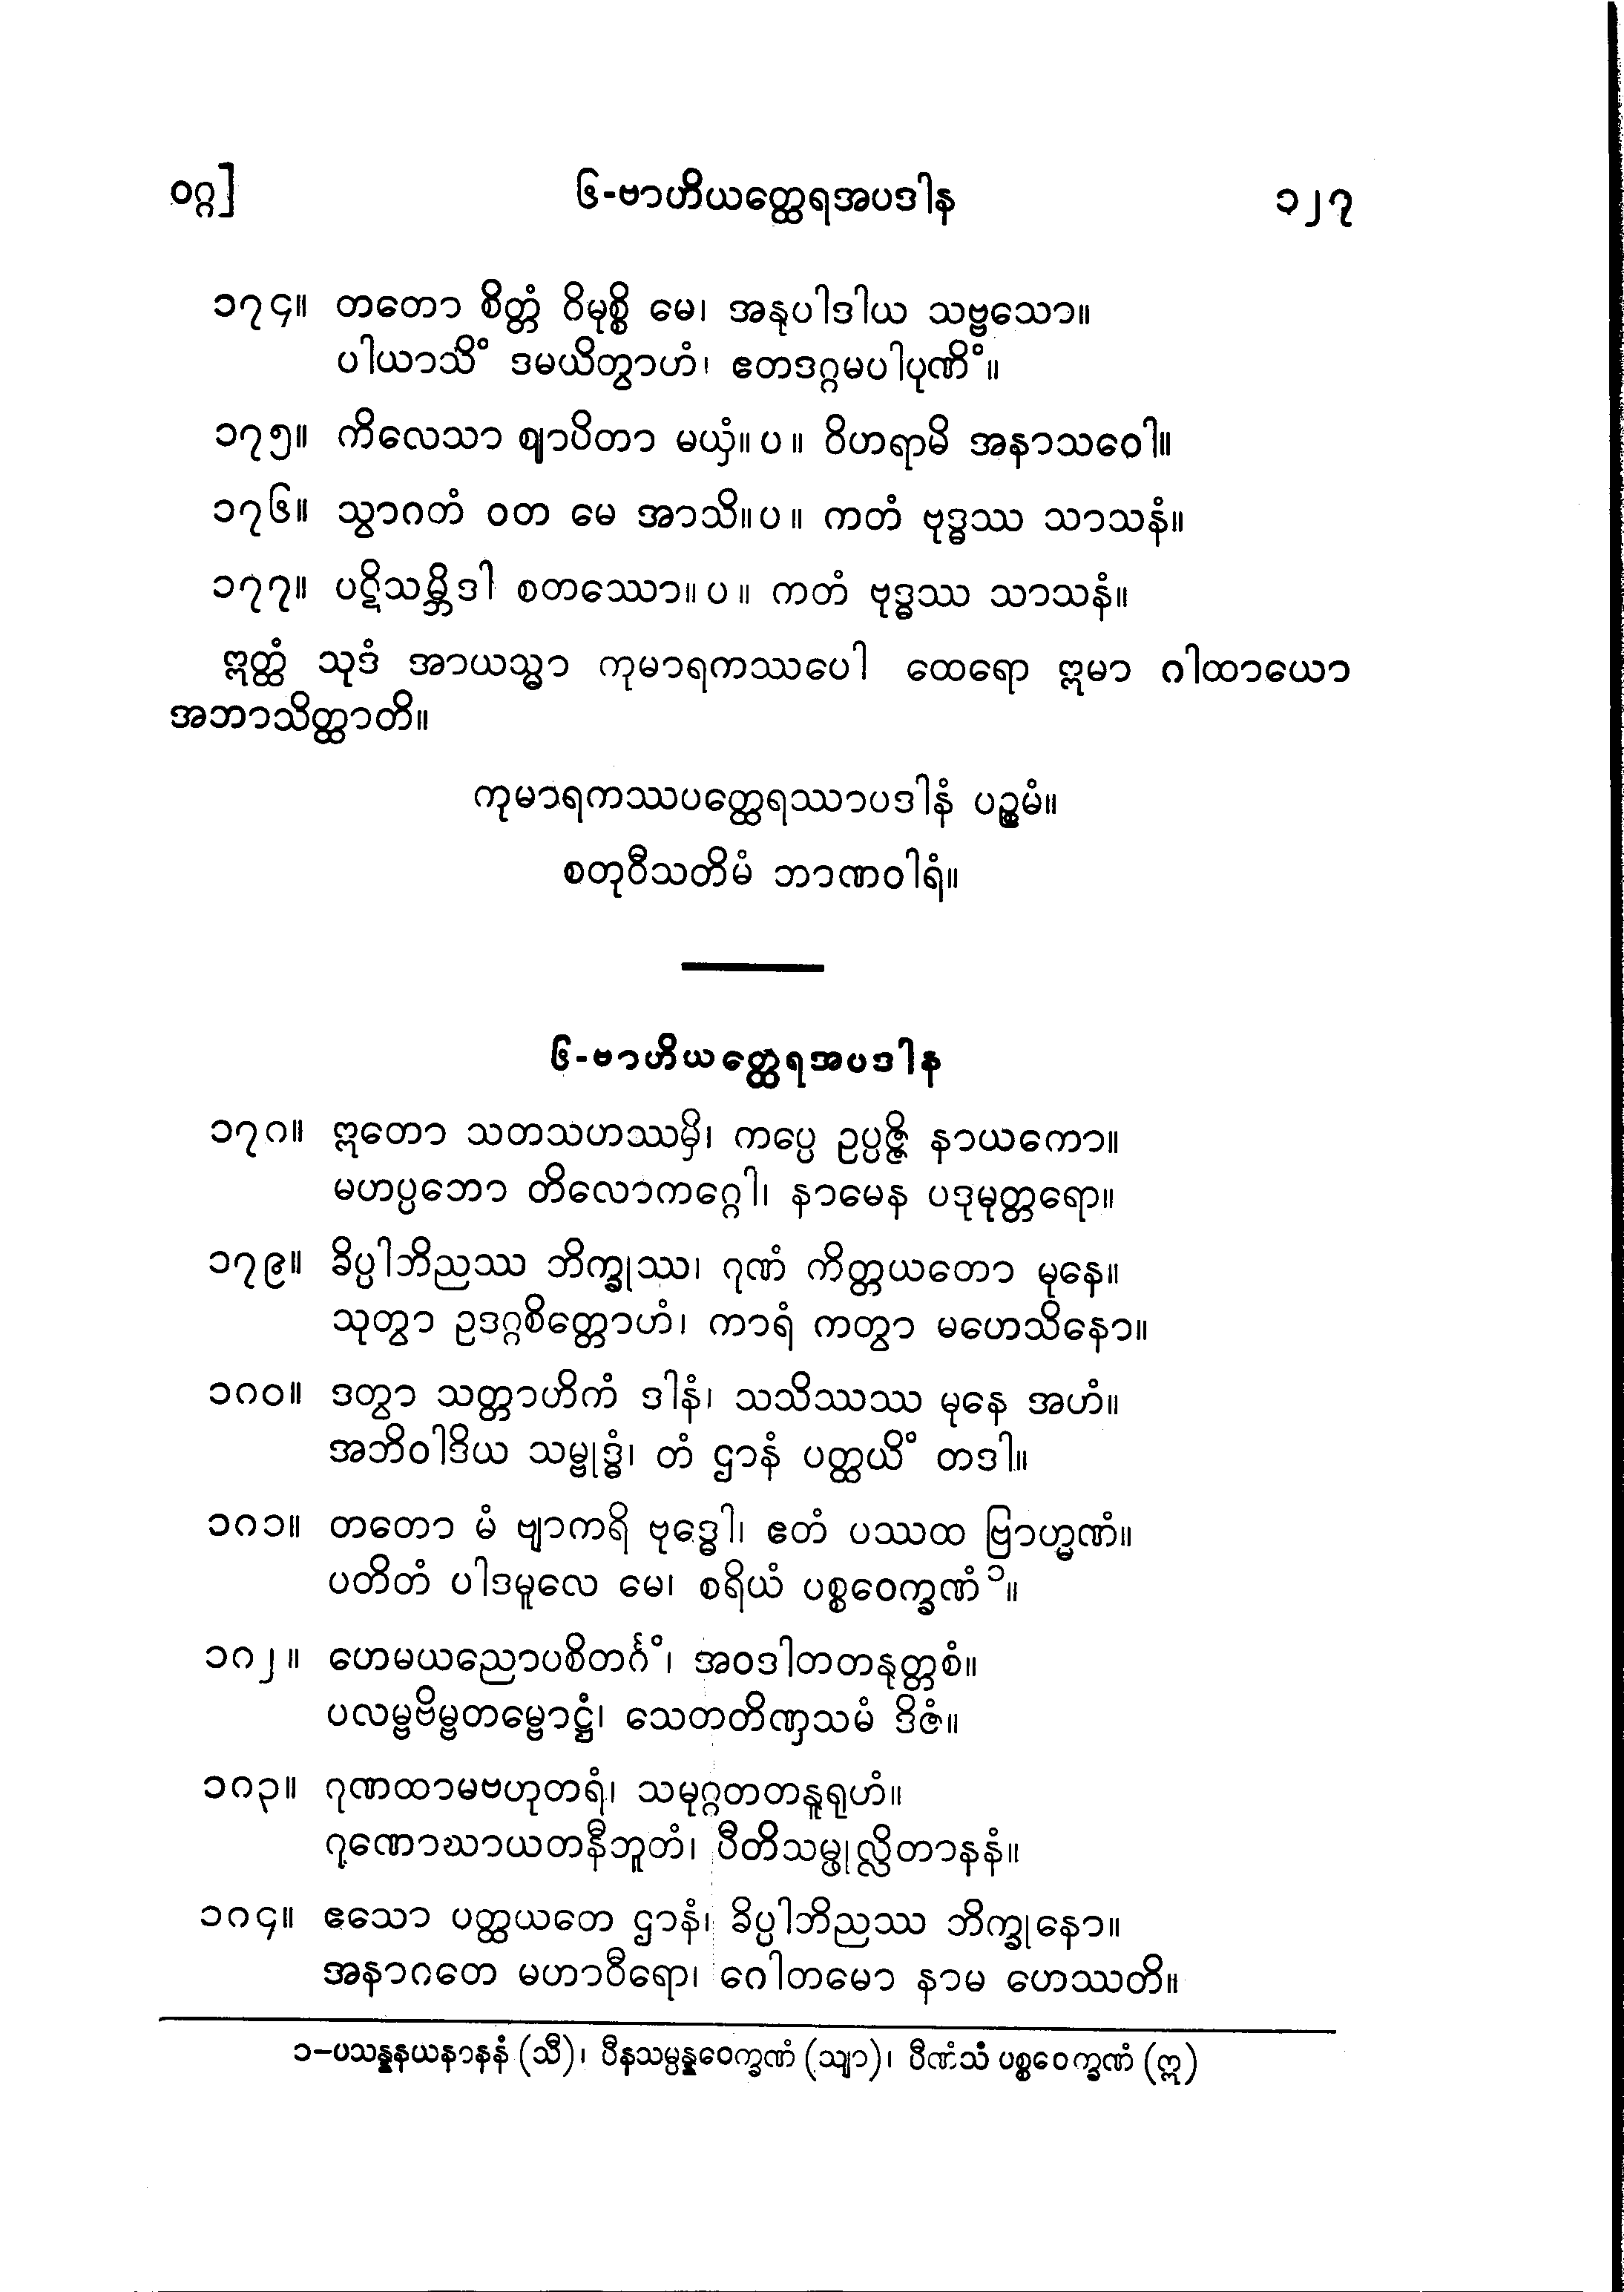 ဝဂ္ဂ] ၆-ဗာဟိယတ္ထေရအပဒါန ၁၂၇
၁၇၄။ တတော စိတ္တံ ဝိမုစ္စိ မေ၊ အနုပါဒါယ သဗ္ဗသော။
ပါယာသိံ ဒမယိတွာဟံ၊ ဧတဒဂ္ဂမပါပုဏိံ။
၁၇၅။ ကိလေသာ ဈာပိတာ မယှံ။ ပ ။ ဝိဟရာမိ အနာသဝေါ။
၁၇၆။ သွာဂတံ ဝတ မေ အာသိ။ ပ ။ ကတံ ဗုဒ္ဓဿ သာသနံ။
၁၇၇။ ပဋိသမ္ဘိဒါ စတဿော။ ပ ။ ကတံ ဗုဒ္ဓဿ သာသနံ။
ဣတ္ထံ သုဒံ အာယသ္မာ ကုမာရကဿပေါ ထေရော ဣမာ ဂါထာယော
အဘာသိတ္ထာတိ။
ကုမာရကဿပတ္ထေရဿာပဒါနံ ပဉ္စမံ။
စတုဝီသတိမံ ဘာဏဝါရံ။
၆-ဗာဟိယတ္ထေရအပဒါန
၁၇၈။ ဣတော သတသဟဿမှိ၊ ကပ္ပေ ဥပ္ပဇ္ဇိ နာယကော။
မဟပ္ပဘော တိလောကဂ္ဂေါ၊ နာမေန ပဒုမုတ္တရော။
၁၇၉။ ခိပ္ပါဘိညဿ ဘိက္ခုဿ၊ ဂုဏံ ကိတ္တယတော မုနေ။
သုတွာ ဥဒဂ္ဂစိတ္တောဟံ၊ ကာရံ ကတွာ မဟေသိနော။
၁၈၀။ ဒတွာ သတ္တာဟိကံ ဒါနံ၊ သသိဿဿ မုနေ အဟံ။
အဘိဝါဒိယ သမ္ဗုဒ္ဓံ၊ တံ ဌာနံ ပတ္ထယိံ တဒါ။
၁၈၁။ တတော မံ ဗျာကရိ ဗုဒ္ဓေါ၊ ဧတံ ပဿထ ဗြာဟ္မဏံ။
ပတိတံ ပါဒမူလေ မေ၊ စရိယံ ပစ္စဝေက္ခဏံ ၁။
၁၈၂။ ဟေမယညောပစိတင်္ဂံ၊ အဝဒါတတနုတ္တစံ။
ပလမ္ဗဗိမ္ဗတမ္ဗောဋ္ဌံ၊ သေတတိဏှသမံ ဒိဇံ။
၁၈၃။ ဂုဏထာမဗဟုတရံ၊ သမုဂ္ဂတတနူရုဟံ။
ဂုဏောဃာယတနီဘူတံ၊ ပီတိသမ္ဖုလ္လိတာနနံ။
၁၈၄။ ဧသော ပတ္ထယတေ ဌာနံ၊ ခိပ္ပါဘိညဿ ဘိက္ခုနော။
အနာဂတေ မဟာဝီရော၊ ဂေါတမော နာမ ဟေဿတိ။
၁–ပသန္နနယနာနနံ (သီ)၊ ပီနသမ္ပန္နဝေက္ခဏံ (သျာ)၊ ပီဏံသံ ပစ္စဝေက္ခဏံ (ဣ)